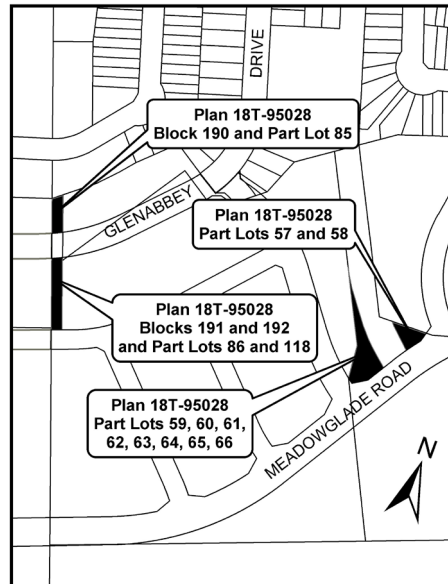 DRIVE
Plan 18T-95028
Block 190 and Part Lot 85
GLENABBEY
Plan 18T-95028
Part Lots 57 and 58
Plan 18T-95028
Blocks 191 and 192
and Part Lots 86 and 118
Plan 18T-95028
Part Lots 59, 60, 61,
62, 63, 64, 65, 66
MEADOWGLADE ROAD
N